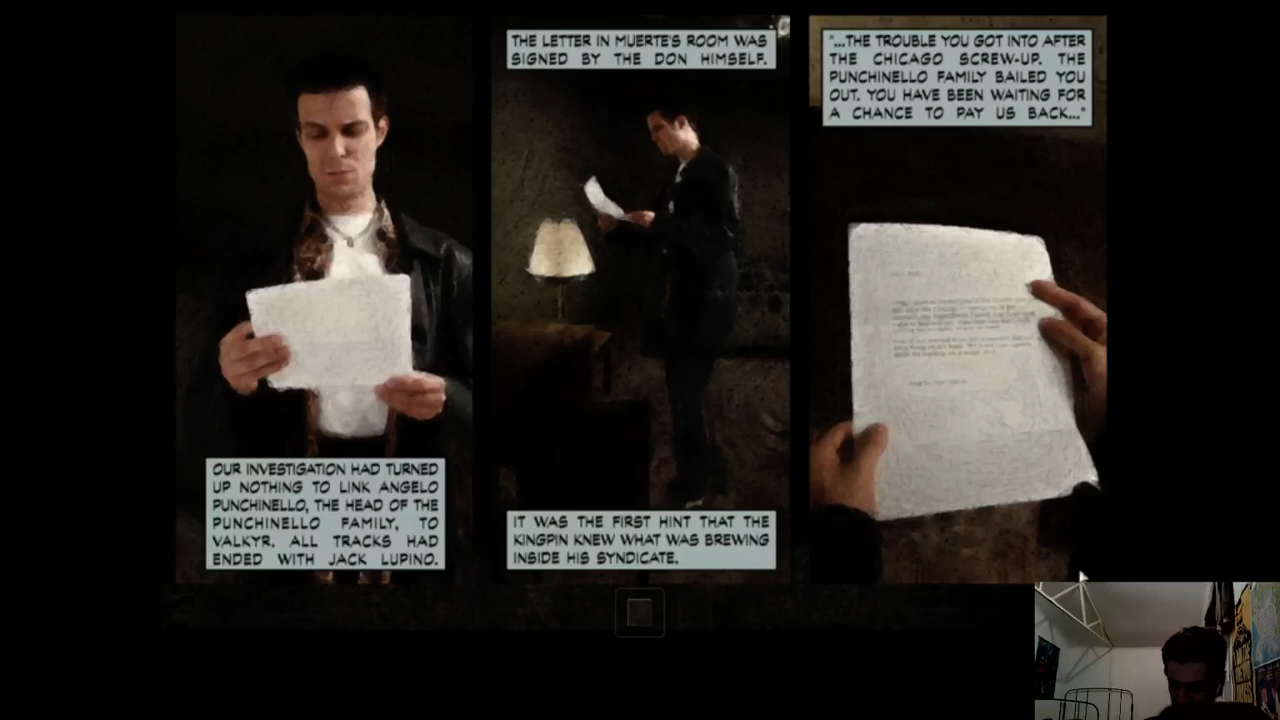 OUR INVESTIGATION HAD TURNED
UP NOTHING TO LINK ANGELO
PUNCHINELLO, THE HEAD OF THE
PUNCHINELLO FAMILY, TO
VALKYR. ALL TRACKS HAD
ENDED WITH JACK LUPINO.
THE LETTER IN MUERTE'S ROOM WAS
SIGNED BY THE DON HIMSELF.
IT WAS THE FIRST HINT THAT THE
KINGPIN KNEW WHAT WAS BREWING
INSIDE HIS SYNDICATE.
"...THE TROUBLE YOU GOT INTO AFTER
THE CHICAGO SCREW-UP. THE
PUNCHINELLO FAMILY BAILED YOU
OUT. YOU HAVE BEEN WAITING FOR
A CHANCE TO PAY US BACK..."